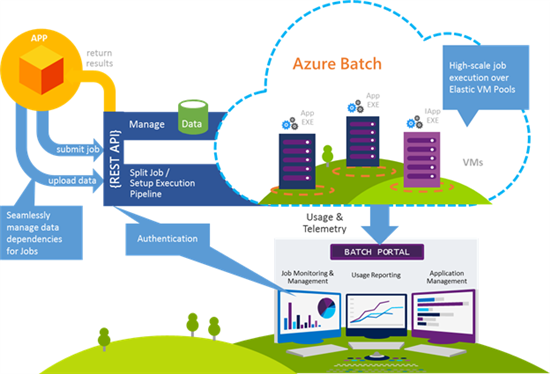 APP
return
results
submit job
upload data
{REST API}
Manage
Data
Split Job /
Setup Execution
Pipeline
Azure Batch
App
EXE
App
EXE
IApp
EXE
VMs
High-scale job
execution over
Elastic VM Pools
Seamlessly
manage data
dependencies
for Jobs
Authentication
Usage &
Telemetry
BATCH PORTAL
Job Monitoring &
Management
Usage Reporting
Application
Management